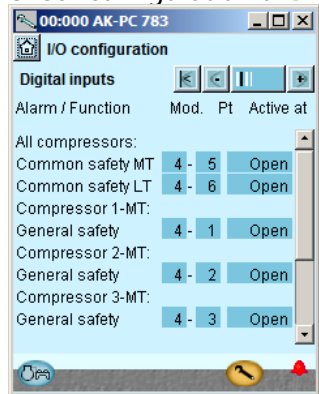 00:000 AK-PC 783
I/O configuration
Digital inputs
Alarm / Function Mod. Pt Active at
All compressors:
Common safety MT 4 - 5 Open
Common safety LT 4 - 6 Open
Compressor 1-MT:
General safety 4 - 1 Open
Compressor 2-MT:
General safety 4 - 2 Open
Compressor 3-MT:
General safety 4 - 3 Open